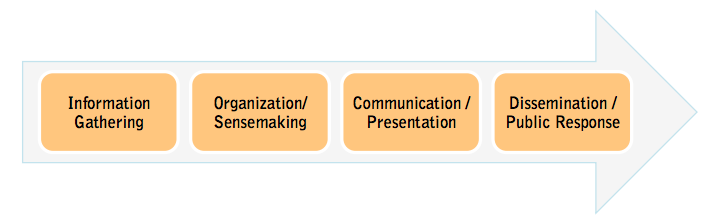 Information
Gathering
Organization/
Sensemaking
Communication /
Presentation
Dissemination /
Public Response